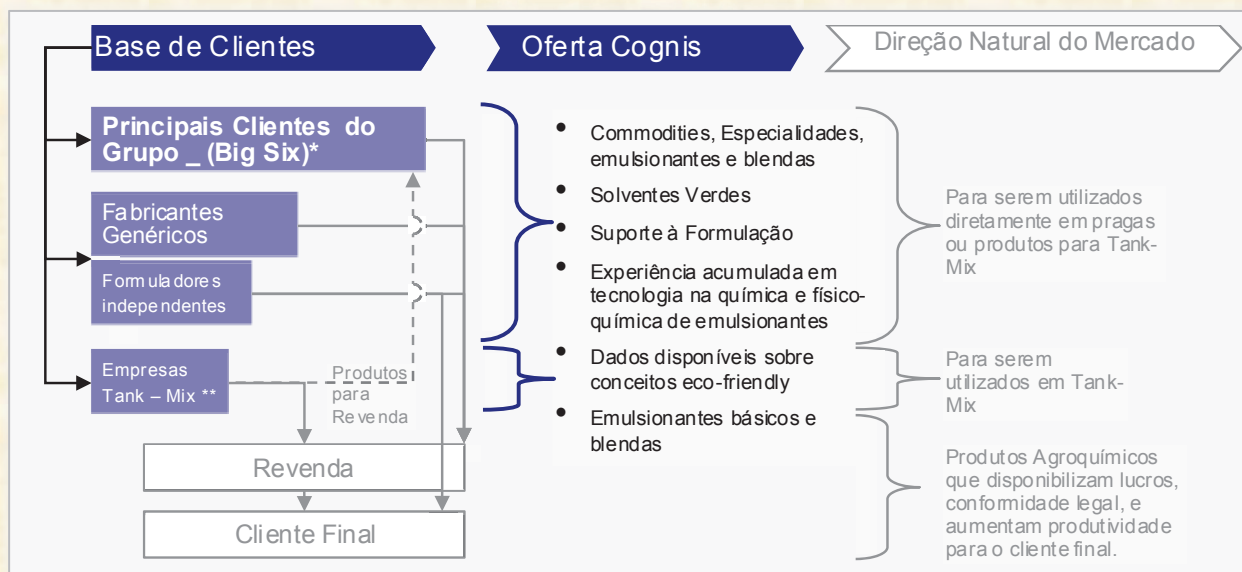 Base de Clientes
Oferta Cognis
Direção Natural do Mercado
Principais Clientes do
Grupo _ (Big Six)*
Fabricantes
Genéricos
Formuladores
independentes
Empresas
Tank – Mix **
Produtos
para
Revenda
Revenda
Cliente Final
• Commodities, Especialidades,
emulsionantes e blendas
• Solventes Verdes
• Suporte à Formulação
• Experiência acumulada em
tecnologia na química e físico-
química de emulsionantes
• Dados disponíveis sobre
conceitos eco-friendly
• Emulsionantes básicos e
blendas
Para serem utilizados
diretamente em pragas
ou produtos para Tank-
Mix
Para serem
utilizados em Tank-
Mix
Produtos Agroquímicos
que disponibilizam lucros,
conformidade legal, e
aumentam produtividade
para o cliente final.